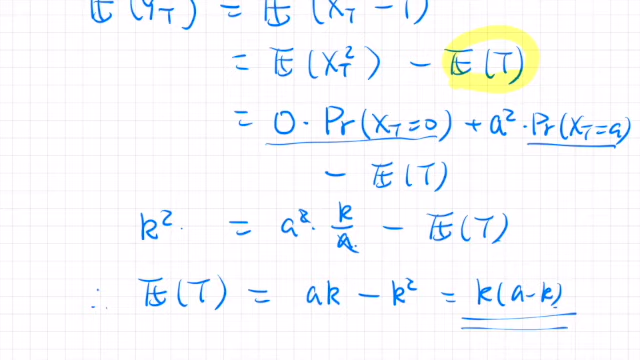 𝔼(Y_T) = 𝔼(X_T² - T)
= 𝔼(X_T²) - 𝔼(T)
= 0 · Pr(X_T=0) + a² · Pr(X_T=a)
- 𝔼(T)
k² = a² · k/a - 𝔼(T)
∴ 𝔼(T) = ak - k² = k(a-k)